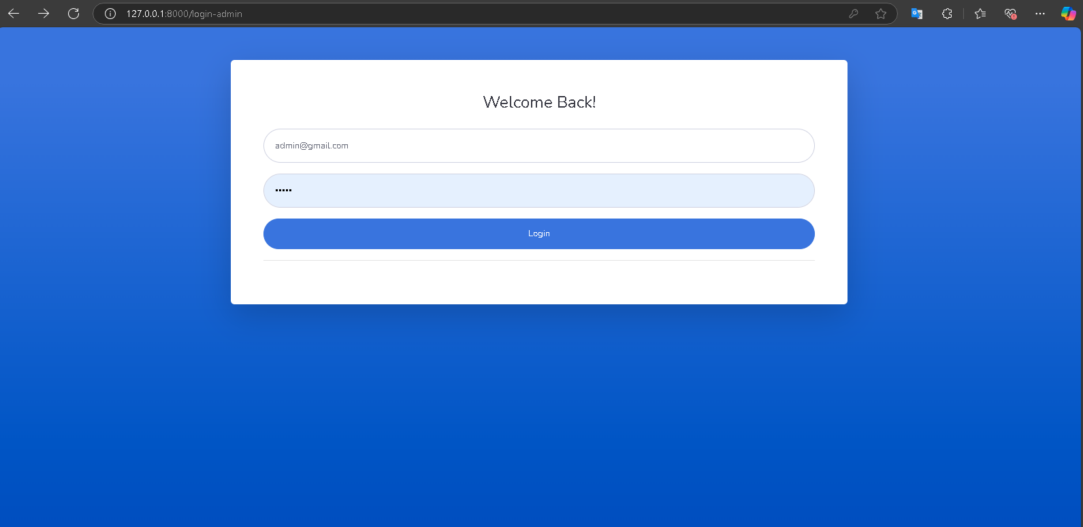 127.0.0.1:8000/login-admin
Welcome Back!
admin@gmail.com
•••••
Login